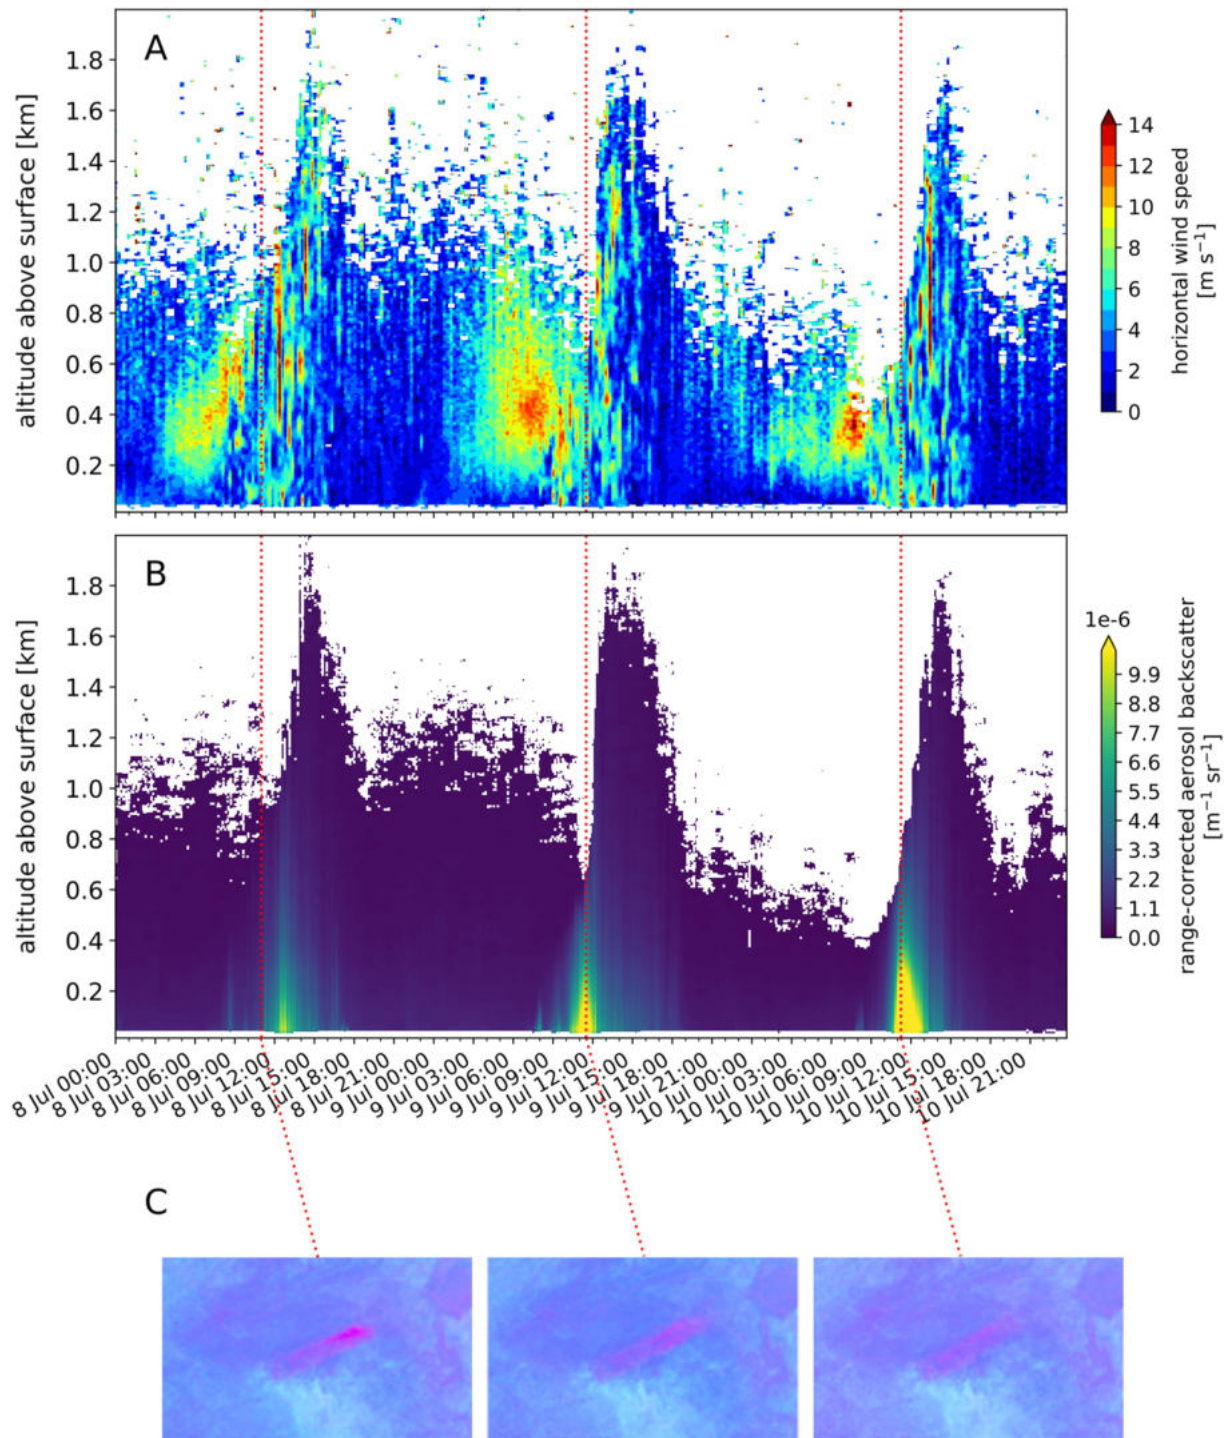 A
1.8
1.6
1.4
1.2
1.0
0.8
0.6
0.4
0.2
altitude above surface [km]
14
12
10
8
6
4
2
0
horizontal wind speed
[m s⁻¹]
B
1.8
1.6
1.4
1.2
1.0
0.8
0.6
0.4
0.2
altitude above surface [km]
1e-6
9.9
8.8
7.7
6.6
5.5
4.4
3.3
2.2
1.1
0.0
range-corrected aerosol backscatter
[m⁻¹ sr⁻¹]
8 Jul 00:00
8 Jul 03:00
8 Jul 06:00
8 Jul 09:00
8 Jul 12:00
8 Jul 15:00
8 Jul 18:00
8 Jul 21:00
9 Jul 00:00
9 Jul 03:00
9 Jul 06:00
9 Jul 09:00
9 Jul 12:00
9 Jul 15:00
9 Jul 18:00
9 Jul 21:00
10 Jul 00:00
10 Jul 03:00
10 Jul 06:00
10 Jul 09:00
10 Jul 12:00
10 Jul 15:00
10 Jul 18:00
10 Jul 21:00
C